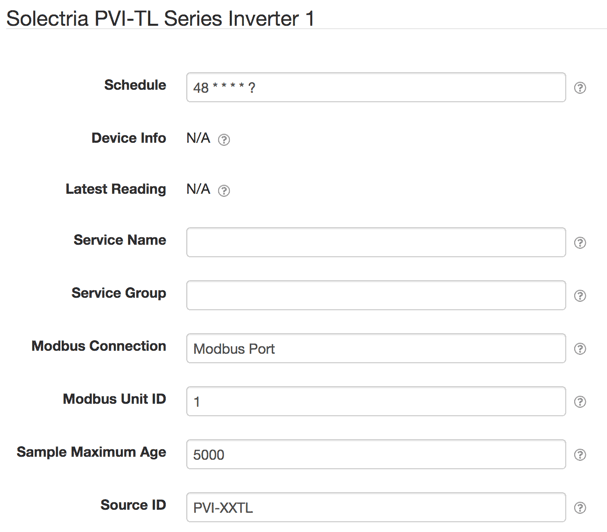 Solectria PVI-TL Series Inverter 1
Schedule 48 * * * * ? ?
Device Info N/A ?
Latest Reading N/A ?
Service Name ?
Service Group ?
Modbus Connection Modbus Port ?
Modbus Unit ID 1 ?
Sample Maximum Age 5000 ?
Source ID PVI-XXTL ?